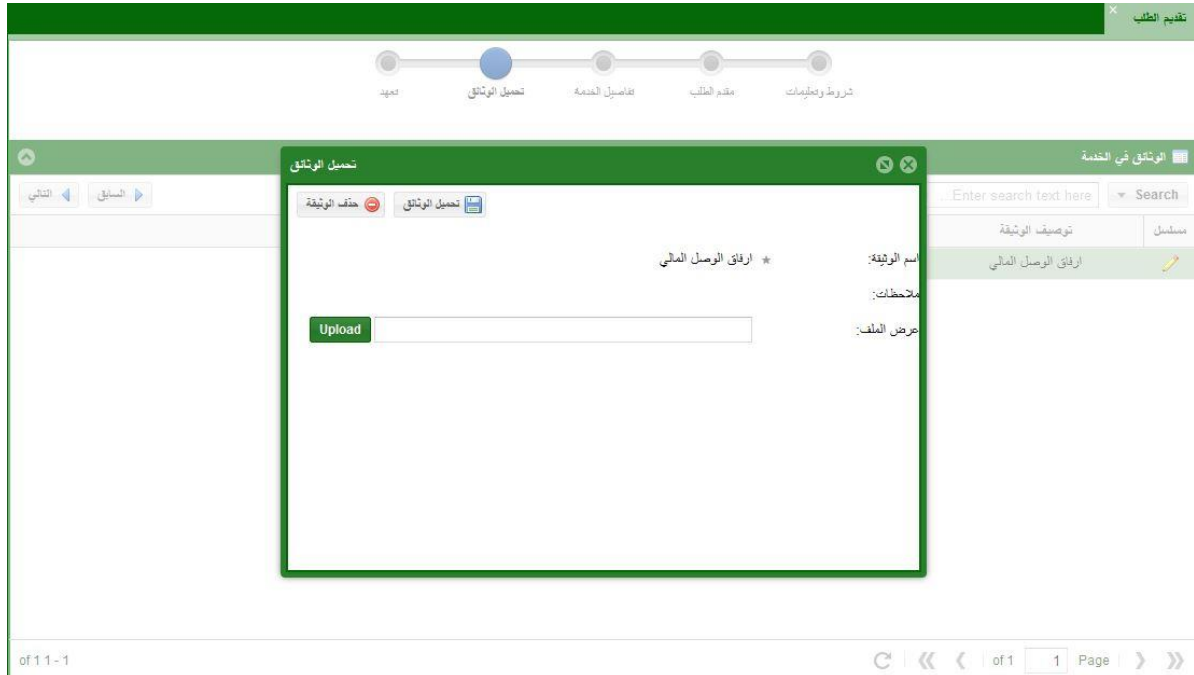 تقديم الطلب
شروط وتعليمات
مقدم الطلب
تفاصيل الخدمة
تحميل الوثائق
تعهد
الوثائق في الخدمة
Search
Enter search text here...
السابق
التالي
مسلسل
توصيف الوثيقة
ارفاق الوصل المالي
تحميل الوثائق
تحميل الوثائق
حذف الوثيقة
اسم الوثيقة:
ارفاق الوصل المالي ★
ملاحظات:
عرض الملف:
Upload
of 1 1 - 1
of 1 1 Page